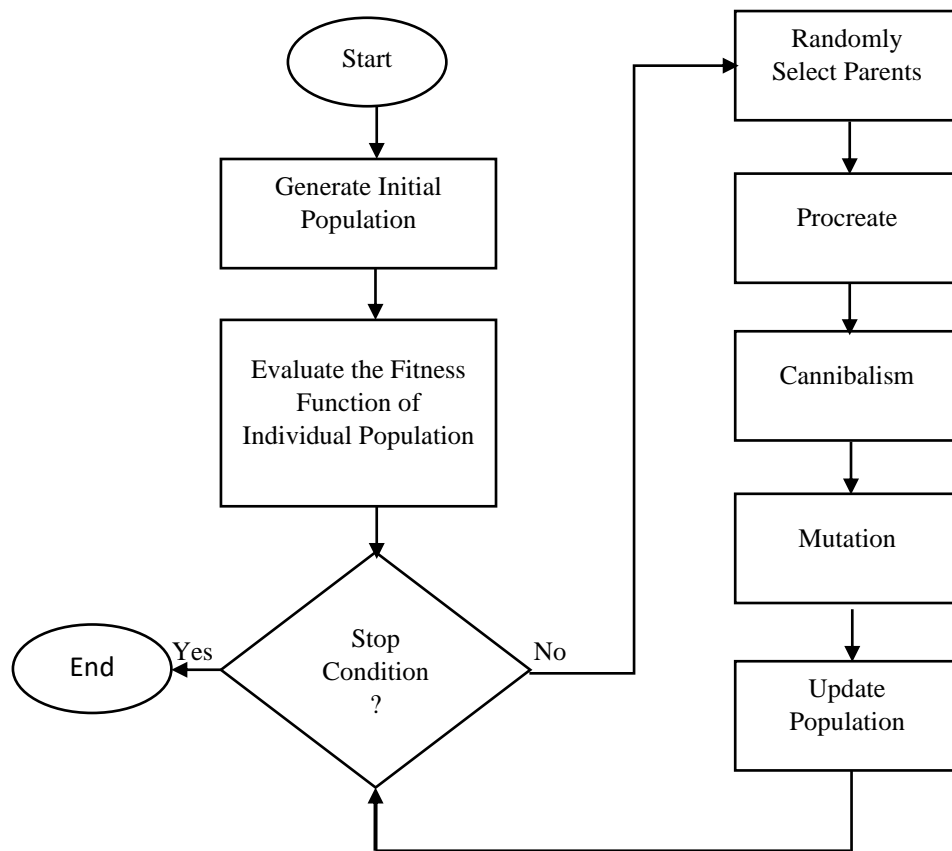 Start
Generate Initial
Population
Evaluate the Fitness
Function of
Individual Population
Stop
Condition
?
Yes
End
No
Randomly
Select Parents
Procreate
Cannibalism
Mutation
Update
Population